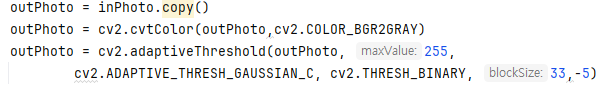 outPhoto = inPhoto.copy()
outPhoto = cv2.cvtColor(outPhoto,cv2.COLOR_BGR2GRAY)
outPhoto = cv2.adaptiveThreshold(outPhoto, maxValue: 255,
cv2.ADAPTIVE_THRESH_GAUSSIAN_C, cv2.THRESH_BINARY, blockSize: 33,-5)